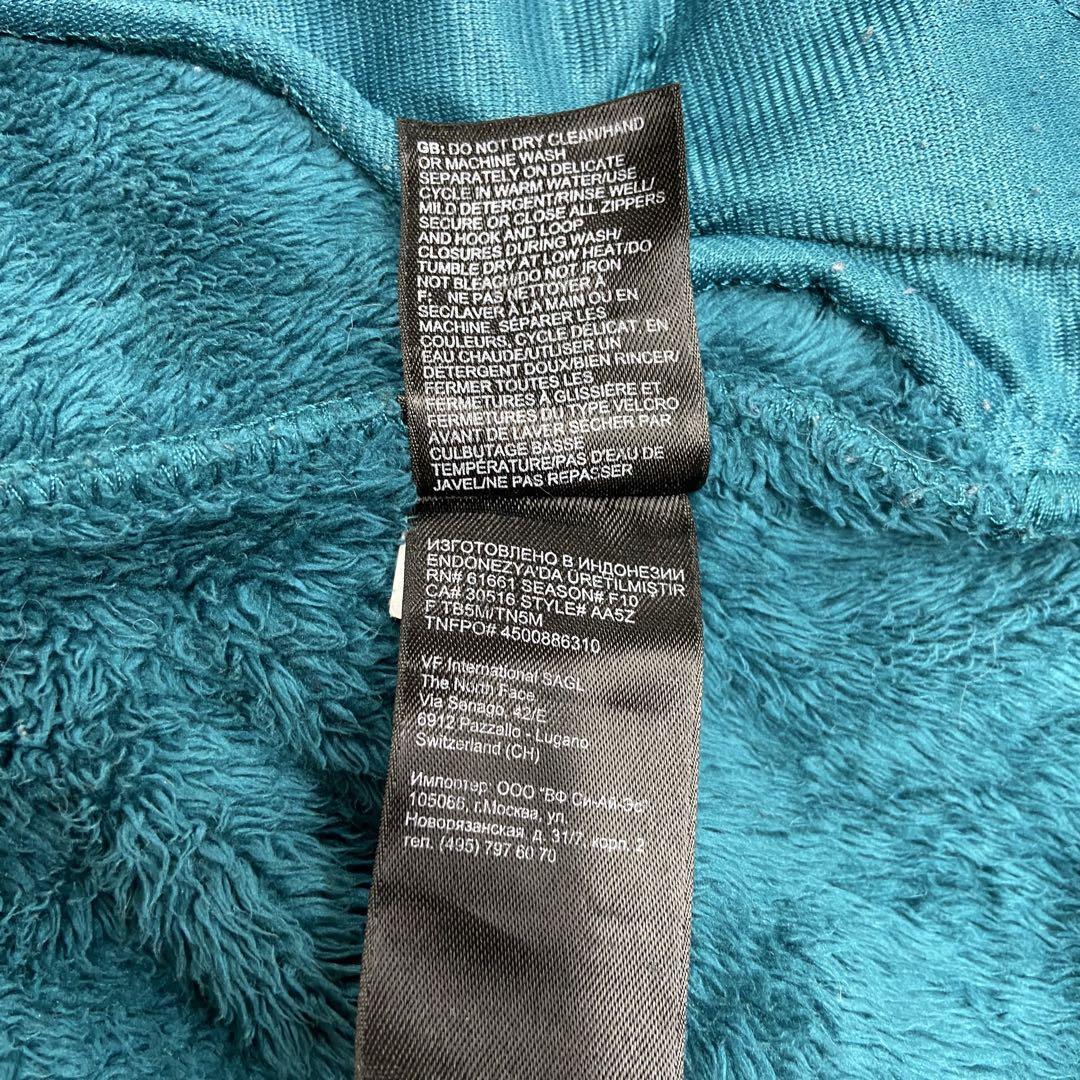 GB: DO NOT DRY CLEAN/HAND
OR MACHINE WASH
SEPARATELY ON DELICATE
CYCLE IN WARM WATER/USE
MILD DETERGENT/RINSE WELL/
SECURE OR CLOSE ALL ZIPPERS
AND HOOK AND LOOP
CLOSURES DURING WASH/
TUMBLE DRY AT LOW HEAT/DO
NOT BLEACH/DO NOT IRON
F: NE PAS NETTOYER À
SEC/LAVER À LA MAIN OU EN
MACHINE, SÉPARER LES
COULEURS, CYCLE DÉLICAT, EN
EAU CHAUDE/UTLISER UN
DÉTERGENT DOUX/BIEN RINCER/
FERMER TOUTES LES
FERMETURES À GLISSIÈRE ET
FERMETURES DU TYPE VELCRO
AVANT DE LAVER SÉCHER PAR
CULBUTAGE BASSE
TEMPÉRATURE/PAS D'EAU DE
JAVEL/NE PAS REPASSER
ИЗГОТОВЛЕНО В ИНДОНЕЗИИ
ENDONEZYA'DA ÜRETILMIŞTIR
RN# 61661 SEASON# F10
CA# 30516 STYLE# AA5Z
F TB5M/TN5M
TNFPO# 4500886310
VF International SAGL
The North Face
Via Senago, 42/E
6912 Pazzallo - Lugano
Switzerland (CH)
Импортер: ООО "ВФ Си-Ай-Эс"
105066, г.Москва, ул.
Новорязанская, д. 31/7, корп. 2
тел. (495) 797 60 70